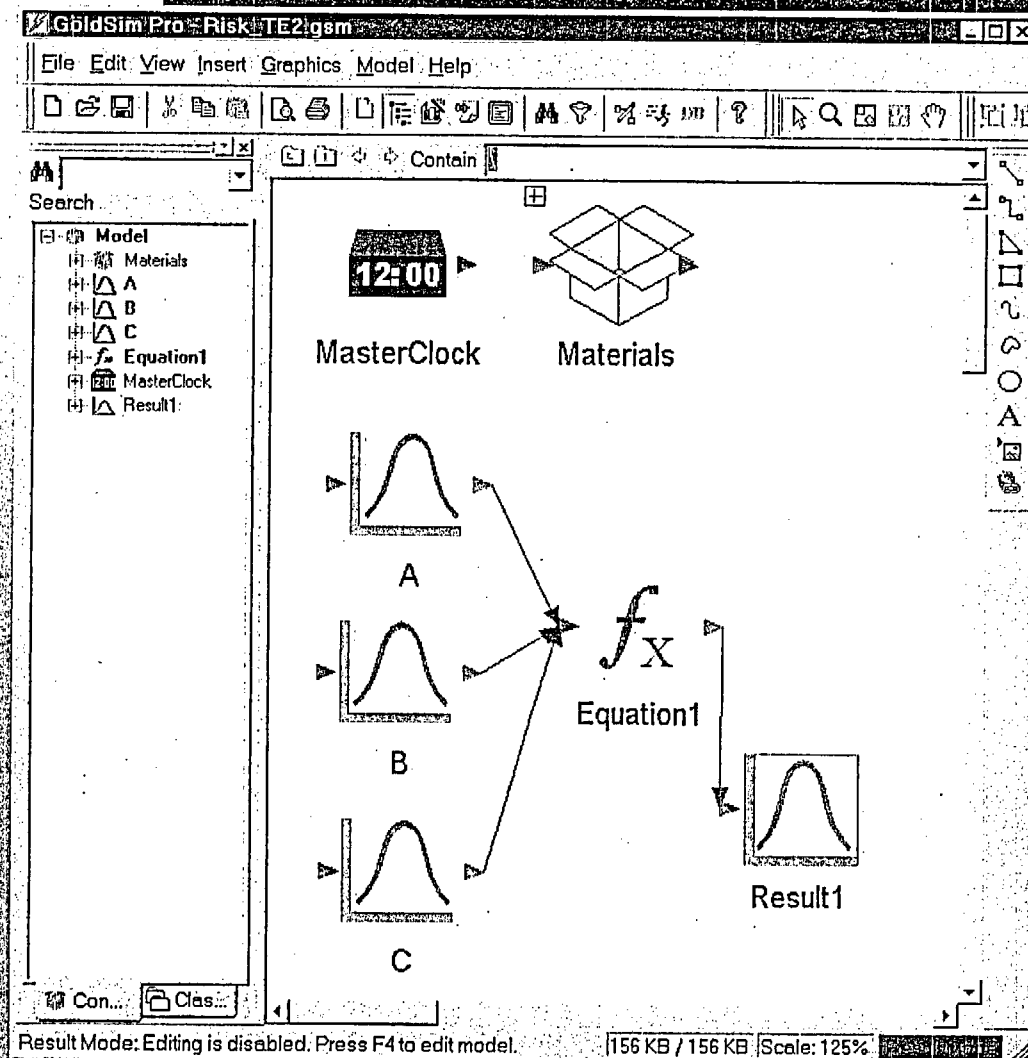 GoldSim Pro - Risk_TE2.gsm
File Edit View Insert Graphics Model Help
Contain
Search
Model
Materials
A
B
C
Equation1
MasterClock
Result1
12:00
MasterClock
Materials
A
B
C
fx
Equation1
Result1
Con... Clas...
Result Mode: Editing is disabled. Press F4 to edit model.
156 KB / 156 KB Scale: 125%